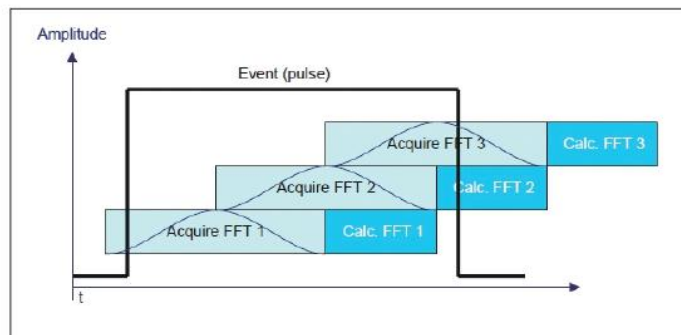 Amplitude
Event (pulse)
Acquire FFT 3 Calc. FFT 3
Acquire FFT 2 Calc. FFT 2
Acquire FFT 1 Calc. FFT 1
t